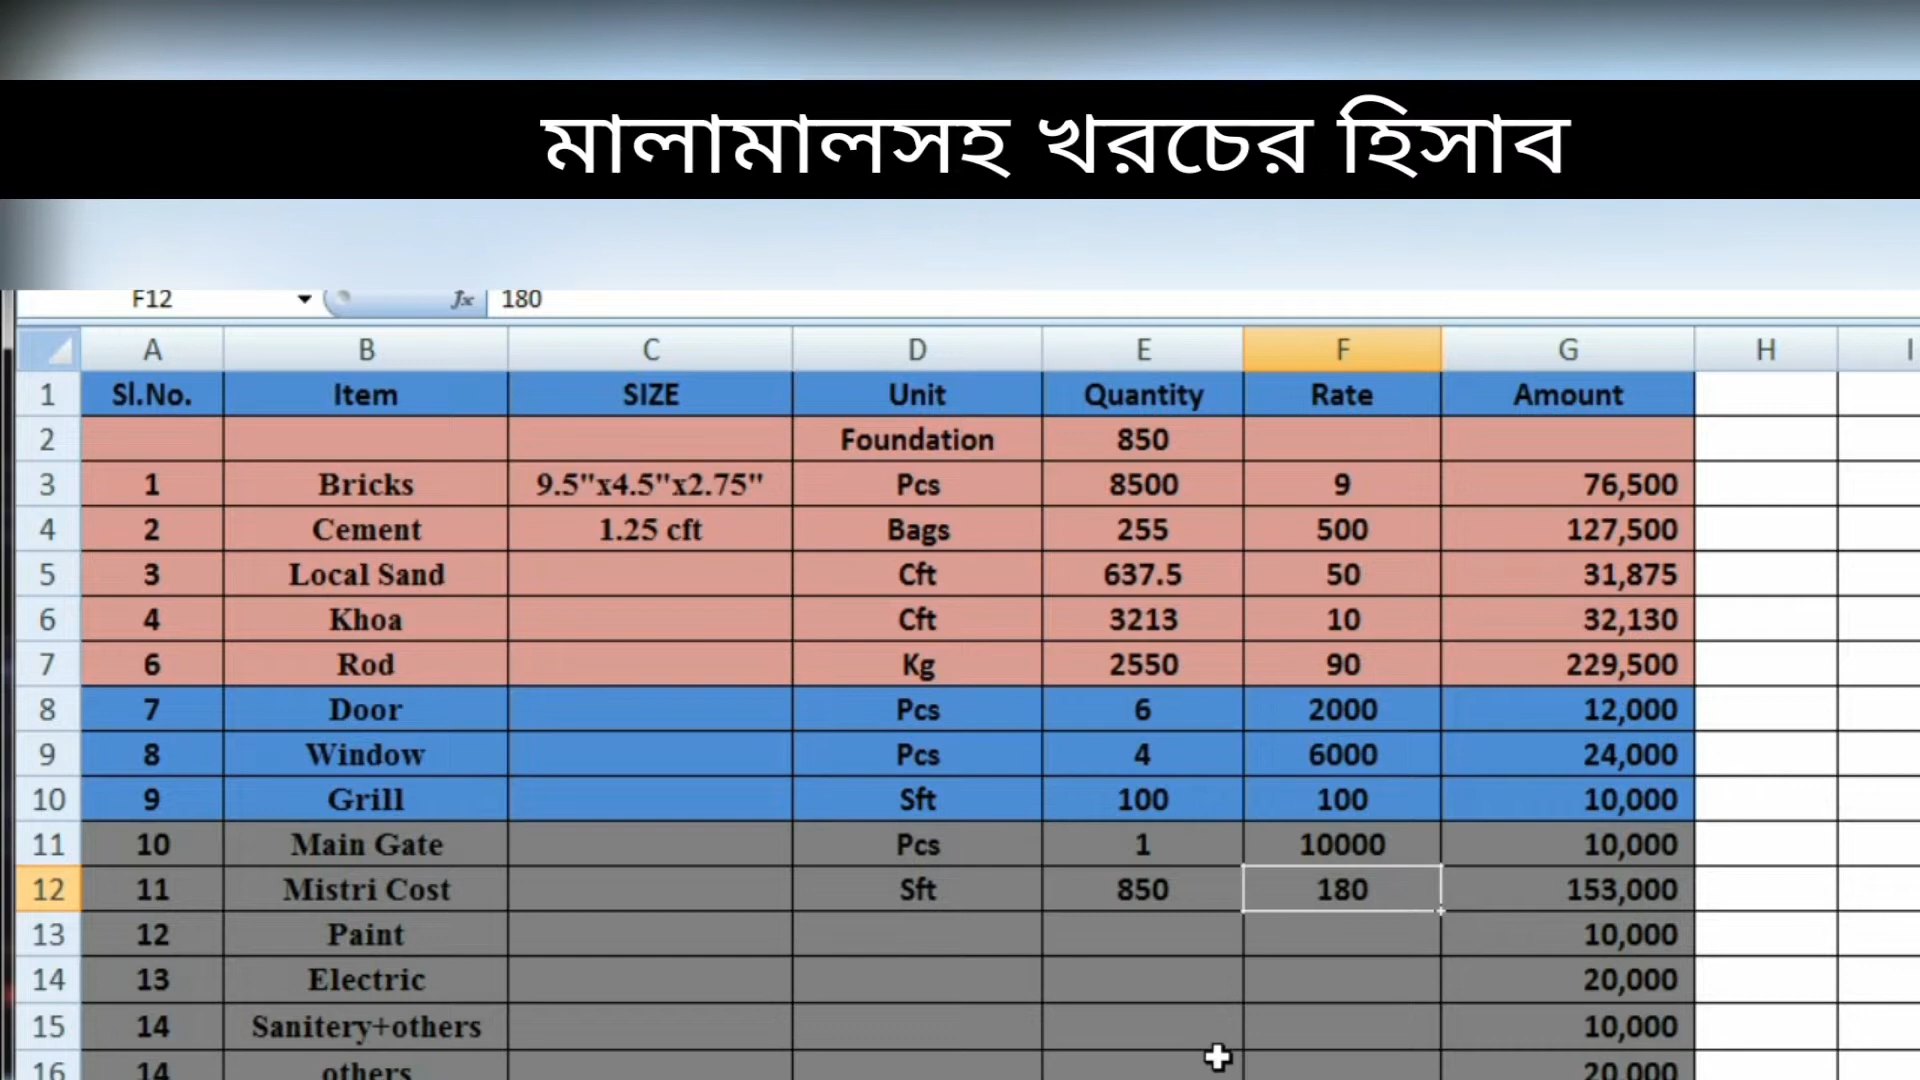 মালামালসহ খরচের হিসাব
F12 fx 180
A B C D E F G H I
1 Sl.No. Item SIZE Unit Quantity Rate Amount
2 Foundation 850
3 1 Bricks 9.5"x4.5"x2.75" Pcs 8500 9 76,500
4 2 Cement 1.25 cft Bags 255 500 127,500
5 3 Local Sand Cft 637.5 50 31,875
6 4 Khoa Cft 3213 10 32,130
7 6 Rod Kg 2550 90 229,500
8 7 Door Pcs 6 2000 12,000
9 8 Window Pcs 4 6000 24,000
10 9 Grill Sft 100 100 10,000
11 10 Main Gate Pcs 1 10000 10,000
12 11 Mistri Cost Sft 850 180 153,000
13 12 Paint 10,000
14 13 Electric 20,000
15 14 Sanitery+others 10,000
16 14 others 20,000